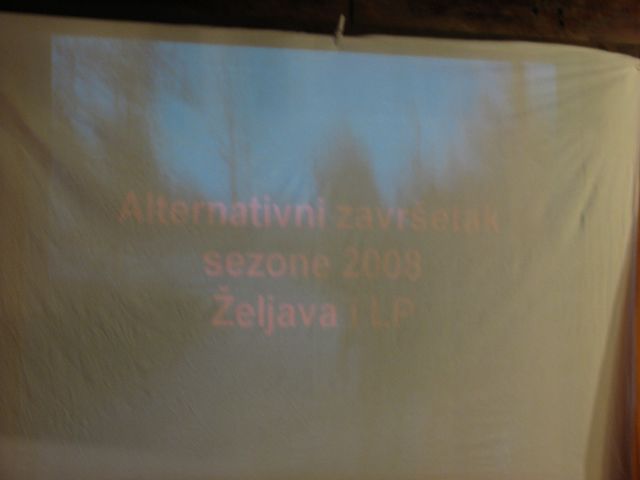 Alternativni završetak
sezone 2008
Željava i LP